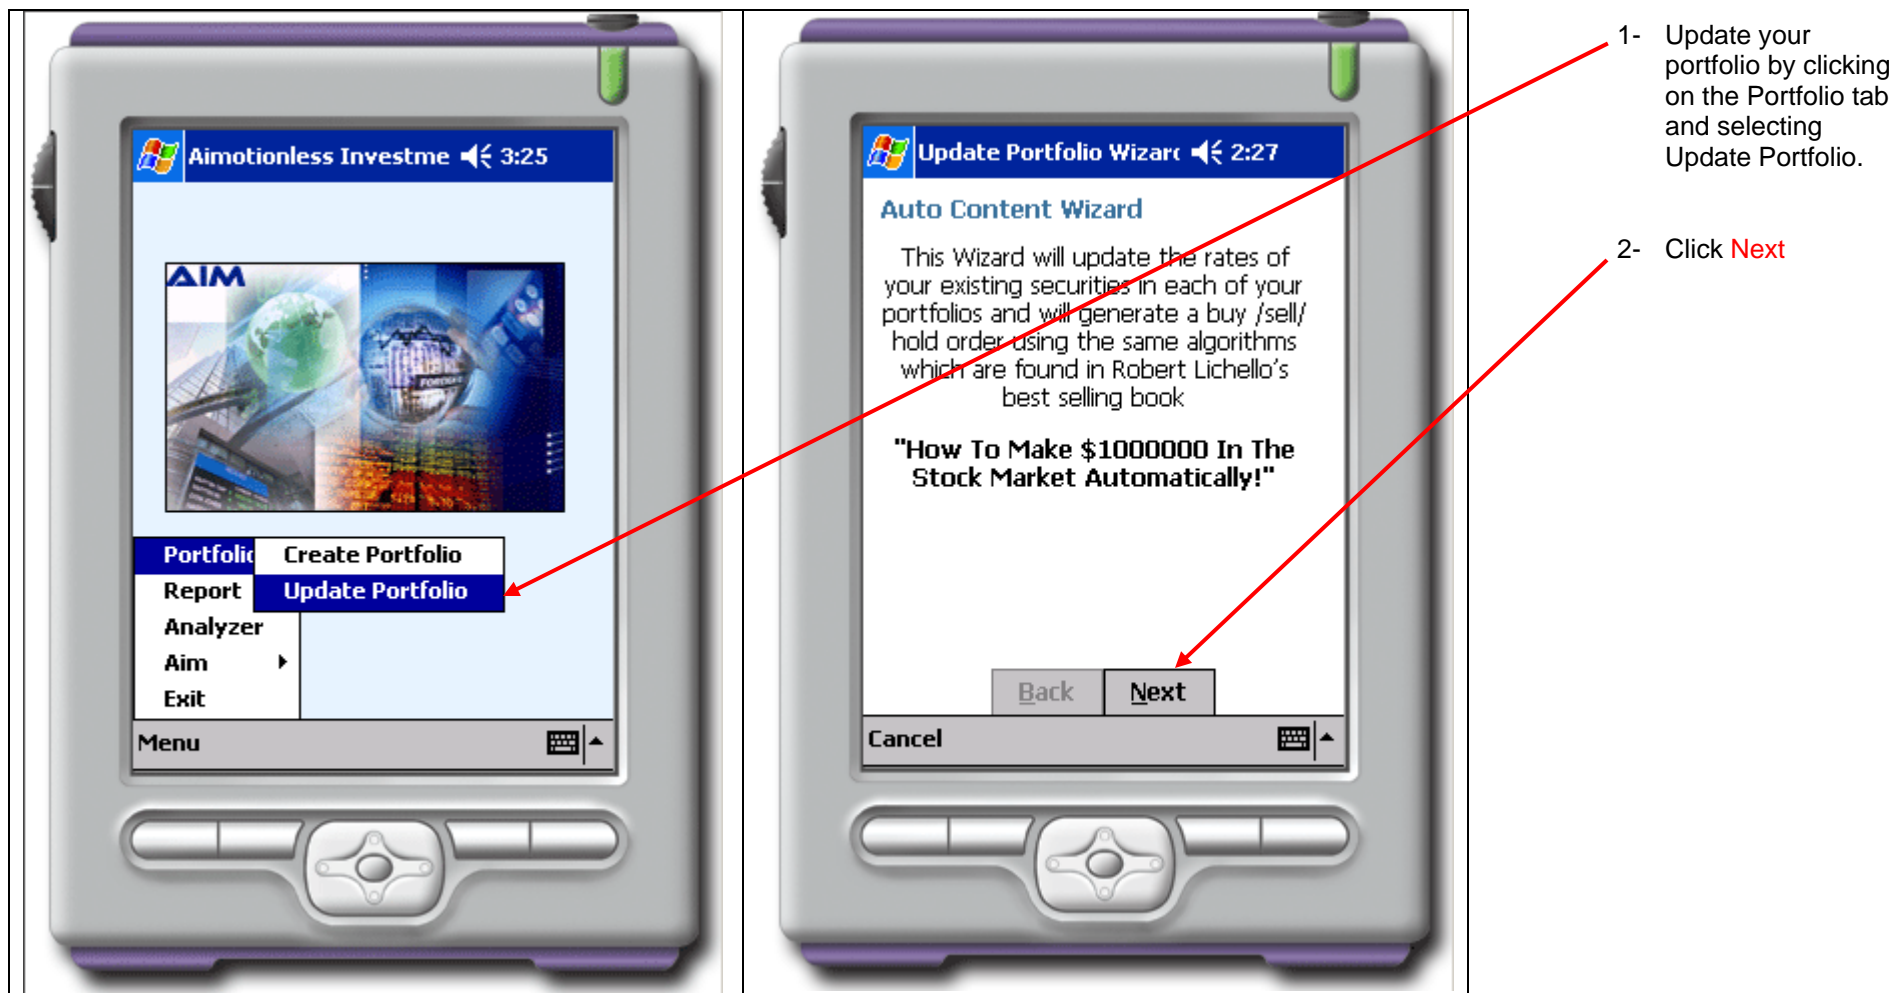 Aimotionless Investme 3:25
AIM
Portfolio
Create Portfolio
Report
Update Portfolio
Analyzer
Aim
Exit
Menu
Update Portfolio Wizard 2:27
Auto Content Wizard
This Wizard will update the rates of
your existing securities in each of your
portfolios and will generate a buy /sell/
hold order using the same algorithms
which are found in Robert Lichello's
best selling book
"How To Make $1000000 In The
Stock Market Automatically!"
Back
Next
Cancel
1- Update your
portfolio by clicking
on the Portfolio tab
and selecting
Update Portfolio.
2- Click Next